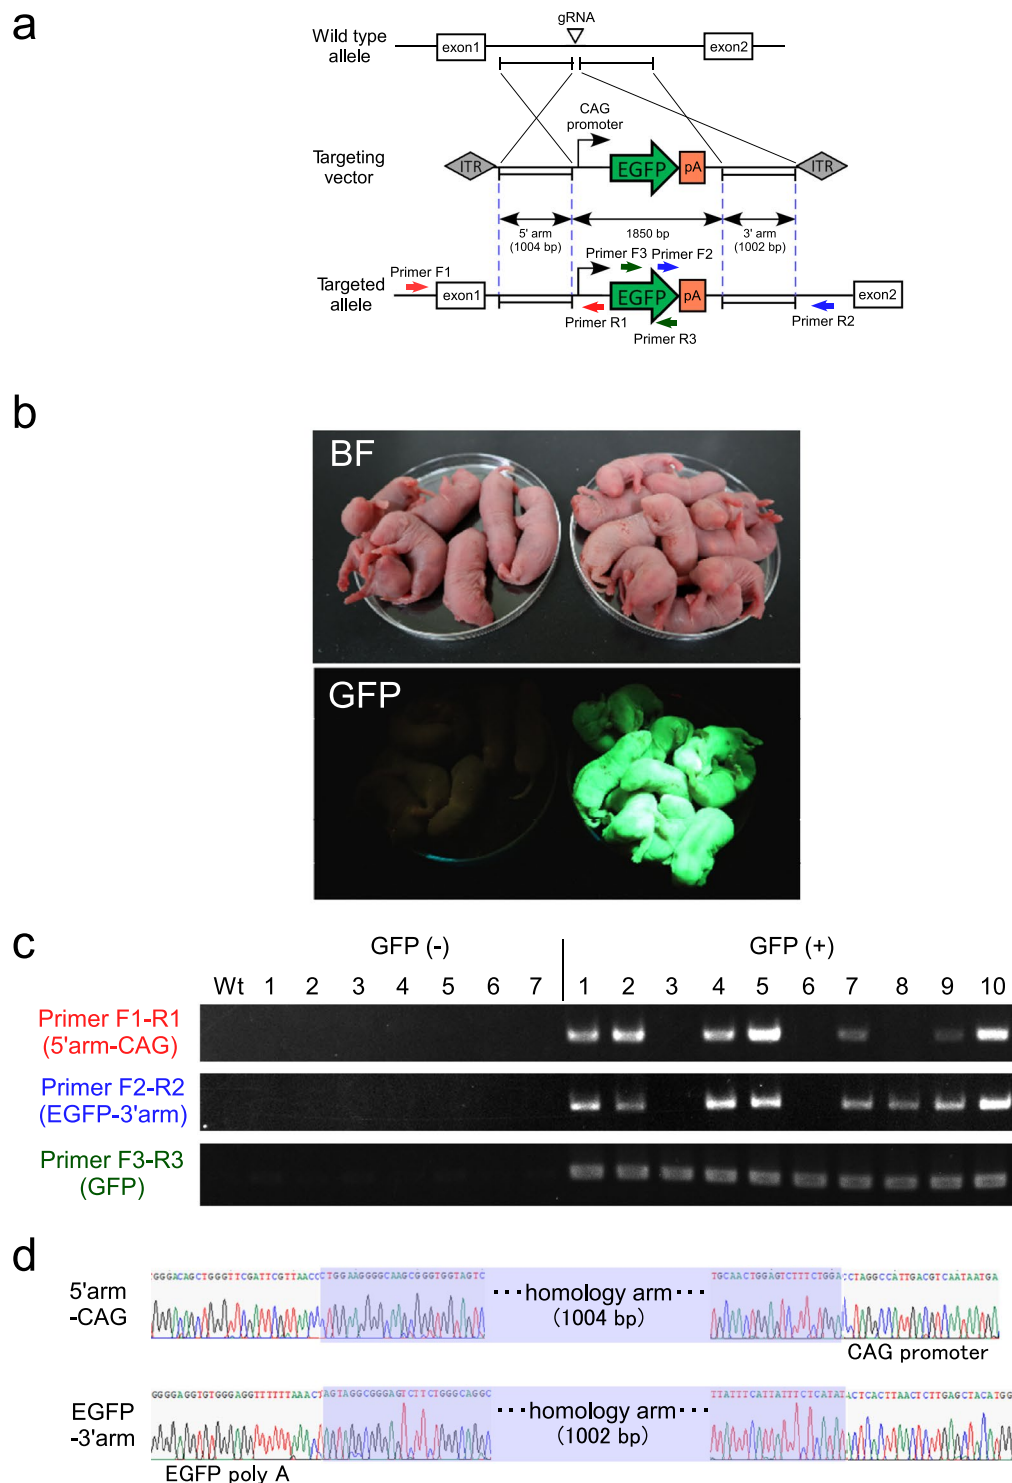 a
gRNA
Wild type
allele
exon1
exon2
CAG
promoter
Targeting
vector
ITR
EGFP
pA
ITR
5' arm
(1004 bp)
1850 bp
3' arm
(1002 bp)
Primer F3
Primer F2
Primer F1
Targeted
allele
exon1
EGFP
pA
exon2
Primer R1
Primer R2
Primer R3
b
BF
GFP
c
GFP (-)
GFP (+)
Wt 1 2 3 4 5 6 7 1 2 3 4 5 6 7 8 9 10
Primer F1-R1
(5'arm-CAG)
Primer F2-R2
(EGFP-3'arm)
Primer F3-R3
(GFP)
d
5'arm
-CAG
GGGACAGCTGGGTTCGATTCGTTAACCCTGGAAGGGGCAAGCGGGTGGTAGTC
···homology arm···
(1004 bp)
TGCAACTGGAGTCTTTCTGGACCTAGGCCATTGACGTCAATAATGA
CAG promoter
EGFP
-3'arm
GGGGAGGTGTGGGAGGTTTTTTAAACTAGTAGGCGGGAGTCTTCTGGGCAGGC
···homology arm···
(1002 bp)
TTATTTCATTATTTCTCATATACTCACTTAACTCTTGAGCTACATGG
EGFP poly A